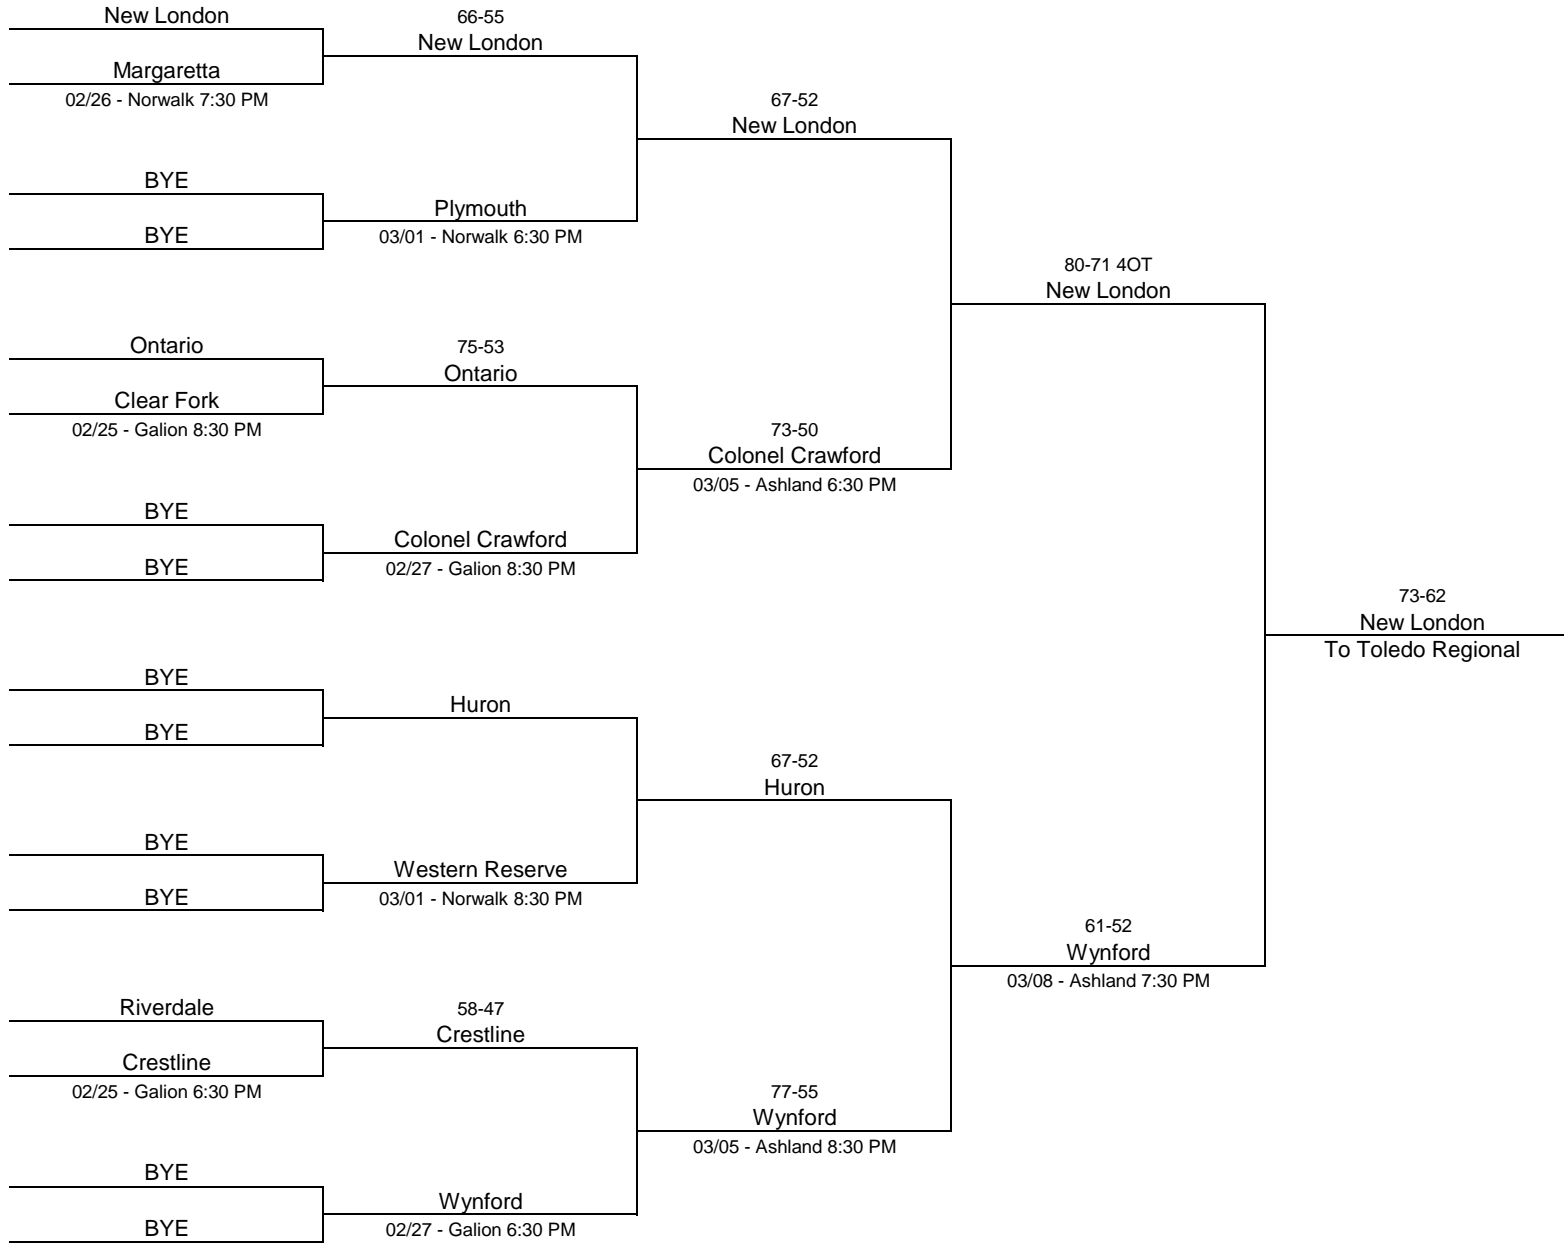 New London
Margaretta
02/26 - Norwalk 7:30 PM
BYE
BYE
Ontario
Clear Fork
02/25 - Galion 8:30 PM
BYE
BYE
BYE
BYE
BYE
BYE
Riverdale
Crestline
02/25 - Galion 6:30 PM
BYE
BYE
66-55
New London
Plymouth
03/01 - Norwalk 6:30 PM
75-53
Ontario
Colonel Crawford
02/27 - Galion 8:30 PM
Huron
Western Reserve
03/01 - Norwalk 8:30 PM
58-47
Crestline
Wynford
02/27 - Galion 6:30 PM
67-52
New London
73-50
Colonel Crawford
03/05 - Ashland 6:30 PM
67-52
Huron
77-55
Wynford
03/05 - Ashland 8:30 PM
80-71 4OT
New London
61-52
Wynford
03/08 - Ashland 7:30 PM
73-62
New London
To Toledo Regional